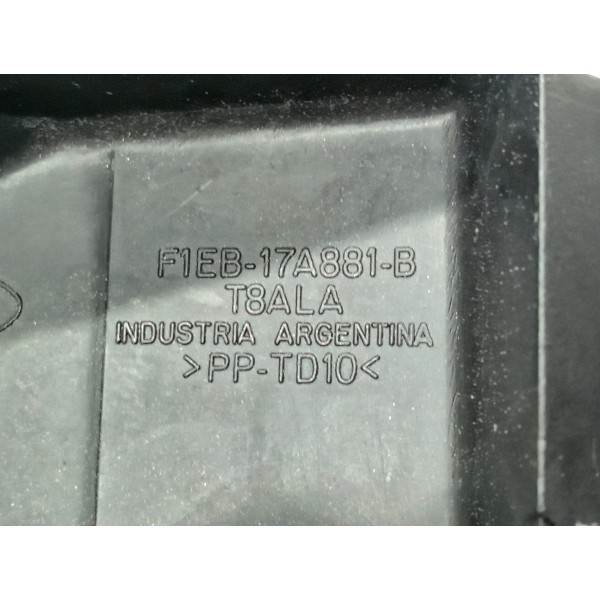 F1EB-17A881-B
T8ALA
INDUSTRIA ARGENTINA
>PP-TD10<